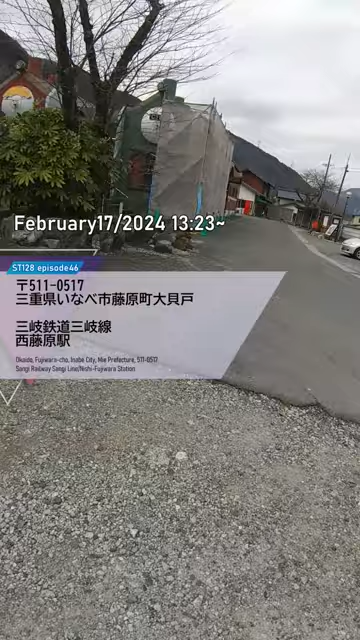 February17/2024 13:23~
ST128 episode46
〒511-0517
三重県いなべ市藤原町大貝戸
三岐鉄道三岐線
西藤原駅
Okaido, Fujiwara-cho, Inabe City, Mie Prefecture, 511-0517
Sangi Railway Sangi Line/Nishi-Fujiwara Station